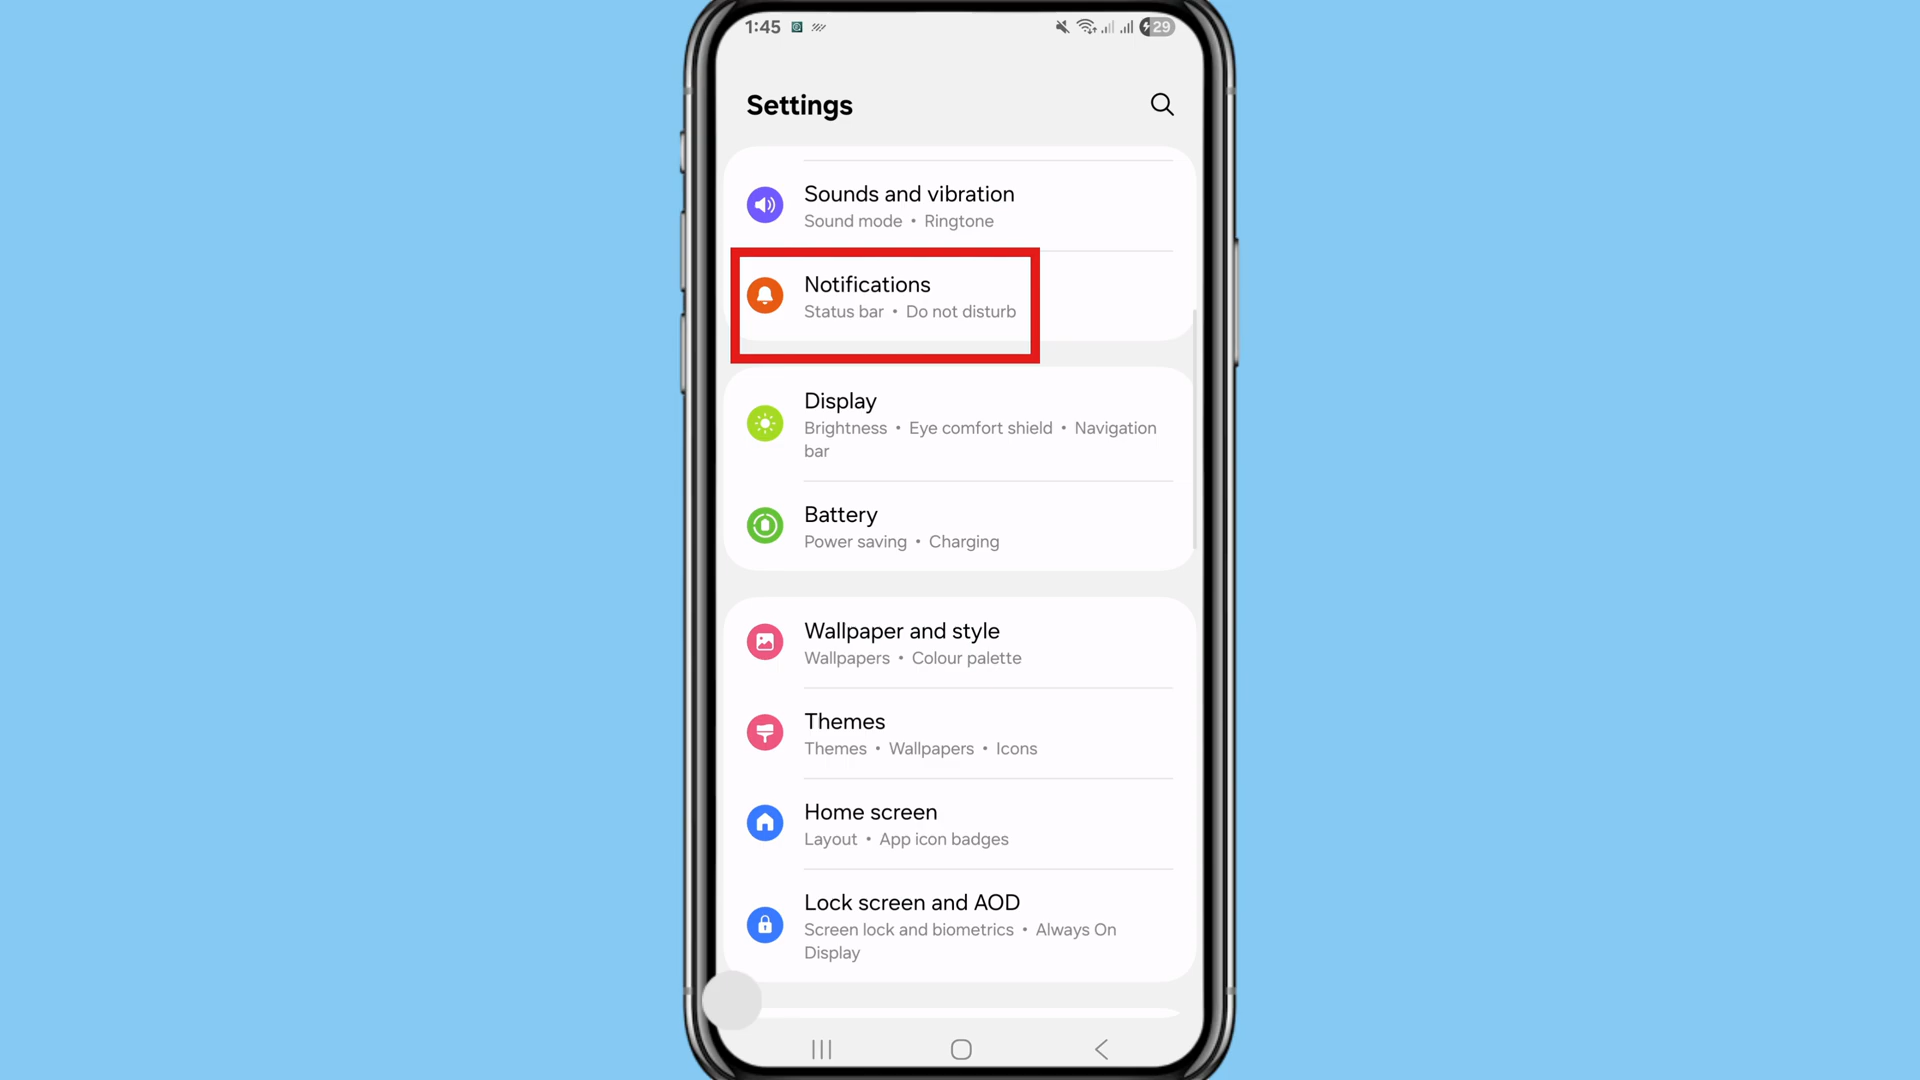 1:45
29
Settings
Sounds and vibration
Sound mode • Ringtone
Notifications
Status bar • Do not disturb
Display
Brightness • Eye comfort shield • Navigation
bar
Battery
Power saving • Charging
Wallpaper and style
Wallpapers • Colour palette
Themes
Themes • Wallpapers • Icons
Home screen
Layout • App icon badges
Lock screen and AOD
Screen lock and biometrics • Always On
Display